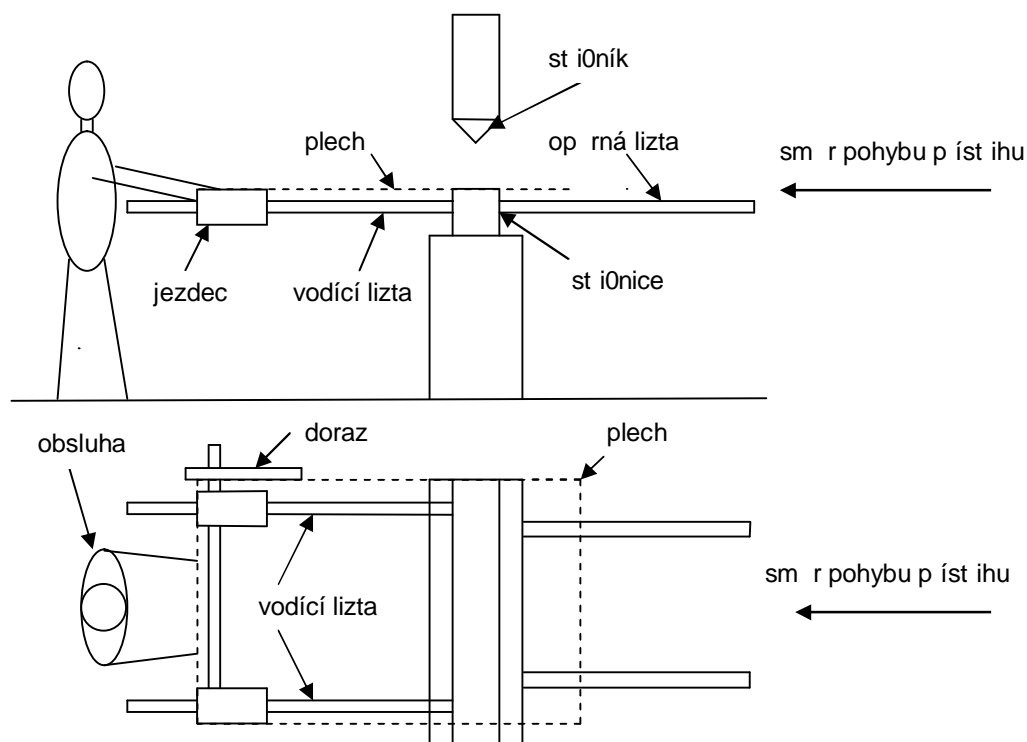 st i0ník
plech
op rná lizta
sm r pohybu p íst ihu
jezdec
vodící lizta
st i0nice
obsluha
doraz
plech
vodící lizta
sm r pohybu p íst ihu